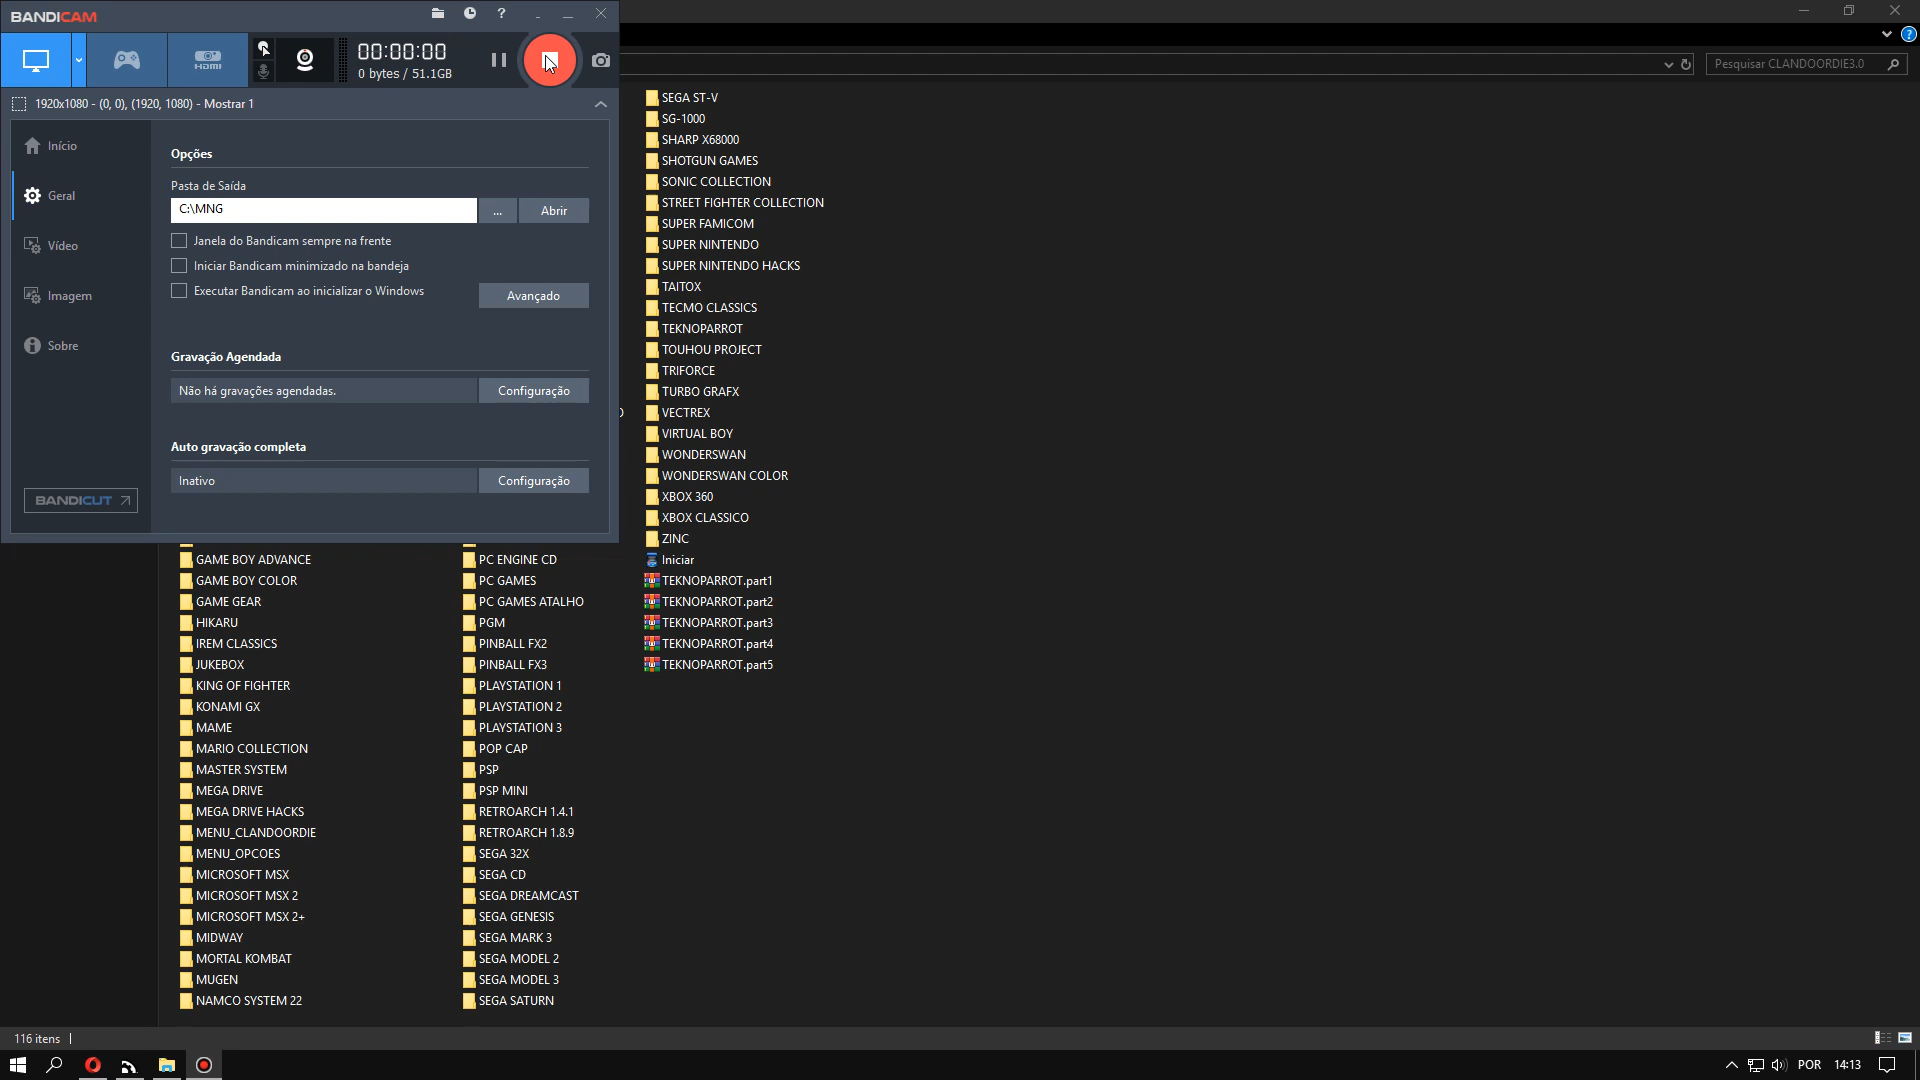 BANDICAM
HDMI
00:00:00
0 bytes / 51.1GB
1920x1080 - (0, 0), (1920, 1080) - Mostrar 1
Início
Geral
Vídeo
Imagem
Sobre
BANDICUT
Opções
Pasta de Saída
C:\MNG
...
Abrir
Janela do Bandicam sempre na frente
Iniciar Bandicam minimizado na bandeja
Executar Bandicam ao inicializar o Windows
Avançado
Gravação Agendada
Não há gravações agendadas.
Configuração
Auto gravação completa
Inativo
Configuração
Pesquisar CLANDOORDIE3.0
GAME BOY ADVANCE
GAME BOY COLOR
GAME GEAR
HIKARU
IREM CLASSICS
JUKEBOX
KING OF FIGHTER
KONAMI GX
MAME
MARIO COLLECTION
MASTER SYSTEM
MEGA DRIVE
MEGA DRIVE HACKS
MENU_CLANDOORDIE
MENU_OPCOES
MICROSOFT MSX
MICROSOFT MSX 2
MICROSOFT MSX 2+
MIDWAY
MORTAL KOMBAT
MUGEN
NAMCO SYSTEM 22
PC ENGINE CD
PC GAMES
PC GAMES ATALHO
PGM
PINBALL FX2
PINBALL FX3
PLAYSTATION 1
PLAYSTATION 2
PLAYSTATION 3
POP CAP
PSP
PSP MINI
RETROARCH 1.4.1
RETROARCH 1.8.9
SEGA 32X
SEGA CD
SEGA DREAMCAST
SEGA GENESIS
SEGA MARK 3
SEGA MODEL 2
SEGA MODEL 3
SEGA SATURN
SEGA ST-V
SG-1000
SHARP X68000
SHOTGUN GAMES
SONIC COLLECTION
STREET FIGHTER COLLECTION
SUPER FAMICOM
SUPER NINTENDO
SUPER NINTENDO HACKS
TAITOX
TECMO CLASSICS
TEKNOPARROT
TOUHOU PROJECT
TRIFORCE
TURBO GRAFX
VECTREX
VIRTUAL BOY
WONDERSWAN
WONDERSWAN COLOR
XBOX 360
XBOX CLASSICO
ZINC
Iniciar
TEKNOPARROT.part1
TEKNOPARROT.part2
TEKNOPARROT.part3
TEKNOPARROT.part4
TEKNOPARROT.part5
116 itens
POR
14:13